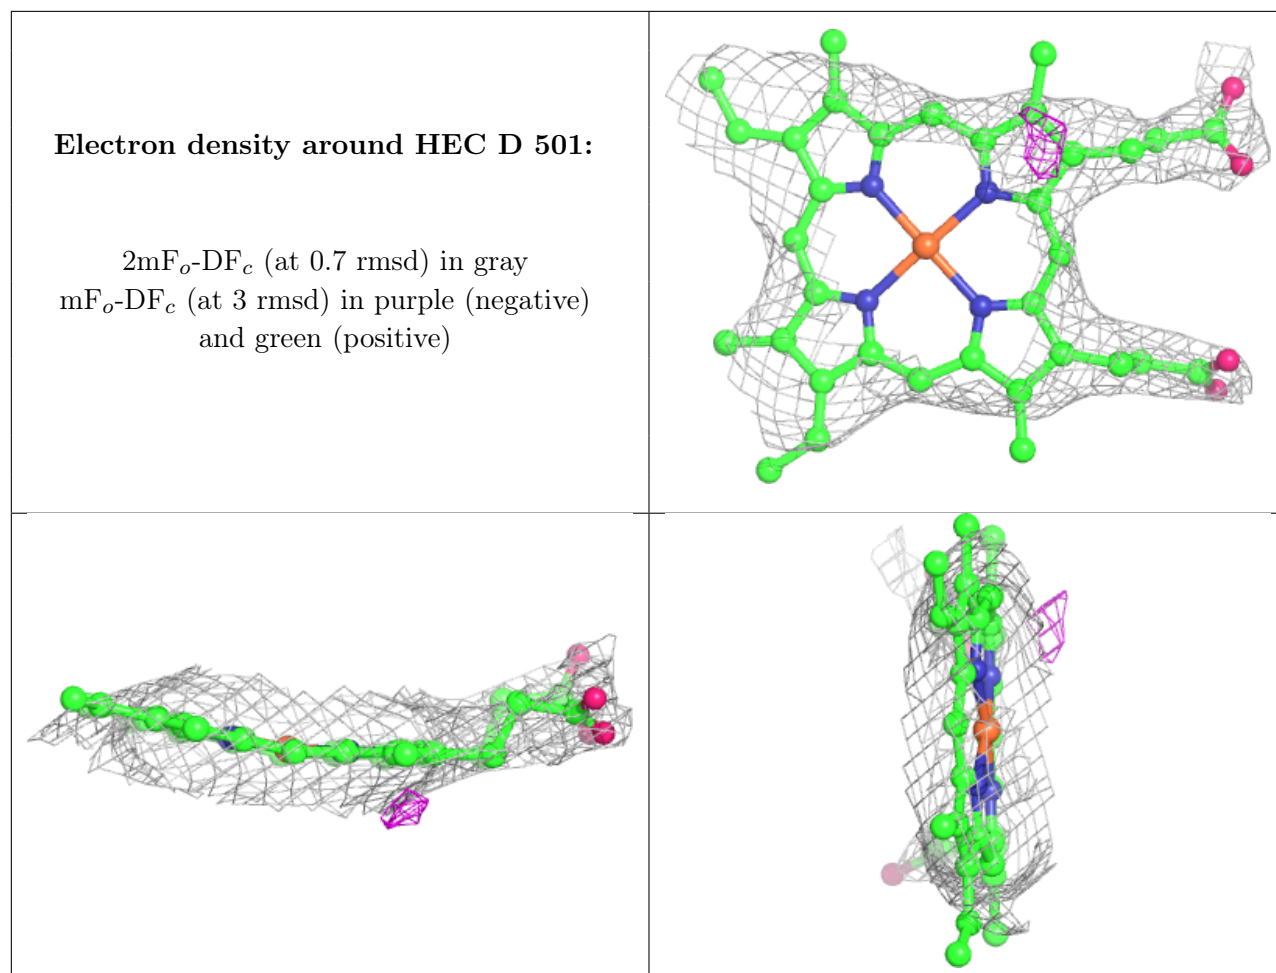 Electron density around HEC D 501:
2mFo-DFc (at 0.7 rmsd) in gray
mFo-DFc (at 3 rmsd) in purple (negative)
and green (positive)